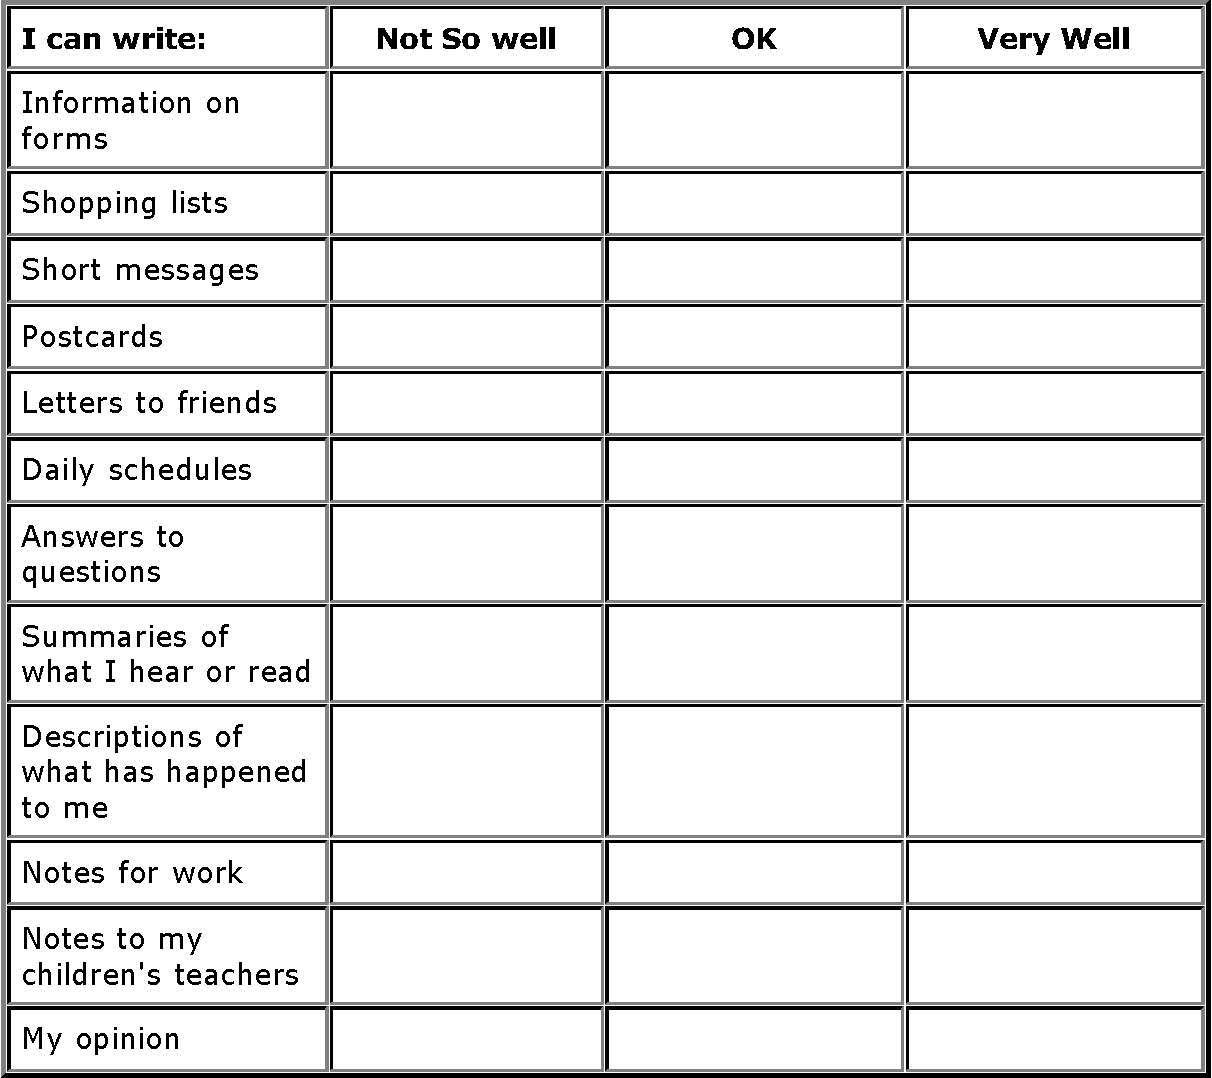 I can write: Not So well OK Very Well
Information on
forms
Shopping lists
Short messages
Postcards
Letters to friends
Daily schedules
Answers to
questions
Summaries of
what I hear or read
Descriptions of
what has happened
to me
Notes for work
Notes to my
children's teachers
My opinion